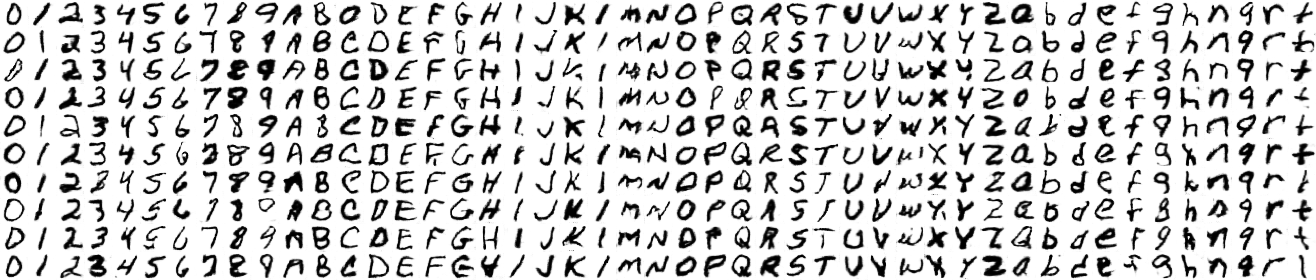 0 1 2 3 4 5 6 7 8 9 A B O D E F G H I J K l M N O P Q R S T U V W X Y Z a b d e f g h n q r t
0 1 2 3 4 5 6 7 8 9 A B C D E F G H I J K l M N O P Q R S T U V W X Y Z a b d e f g h n q r t
0 1 2 3 4 5 6 7 8 9 A B C D E F G H I J K l M N O P Q R S T U V W X Y Z a b d e f g h n q r t
0 1 2 3 4 5 6 7 8 9 A B C D E F G H I J K l M N O P Q R S T U V W X Y Z a b d e f g h n q r t
0 1 2 3 4 5 6 7 8 9 A B C D E F G H I J K l M N O P Q R S T U V W X Y Z a b d e f g h n q r t
0 1 2 3 4 5 6 7 8 9 A B C D E F G H I J K l M N O P Q R S T U V W X Y Z a b d e f g h n q r t
0 1 2 3 4 5 6 7 8 9 A B C D E F G H I J K l M N O P Q R S T U V W X Y Z a b d e f g h n q r t
0 1 2 3 4 5 6 7 8 9 A B C D E F G H I J K l M N O P Q R S T U V W X Y Z a b d e f g h n q r t
0 1 2 3 4 5 6 7 8 9 A B C D E F G H I J K l M N O P Q R S T U V W X Y Z a b d e f g h n q r t
0 1 2 3 4 5 6 7 8 9 A B C D E F G H I J K l M N O P Q R S T U V W X Y Z a b d e f g h n q r t